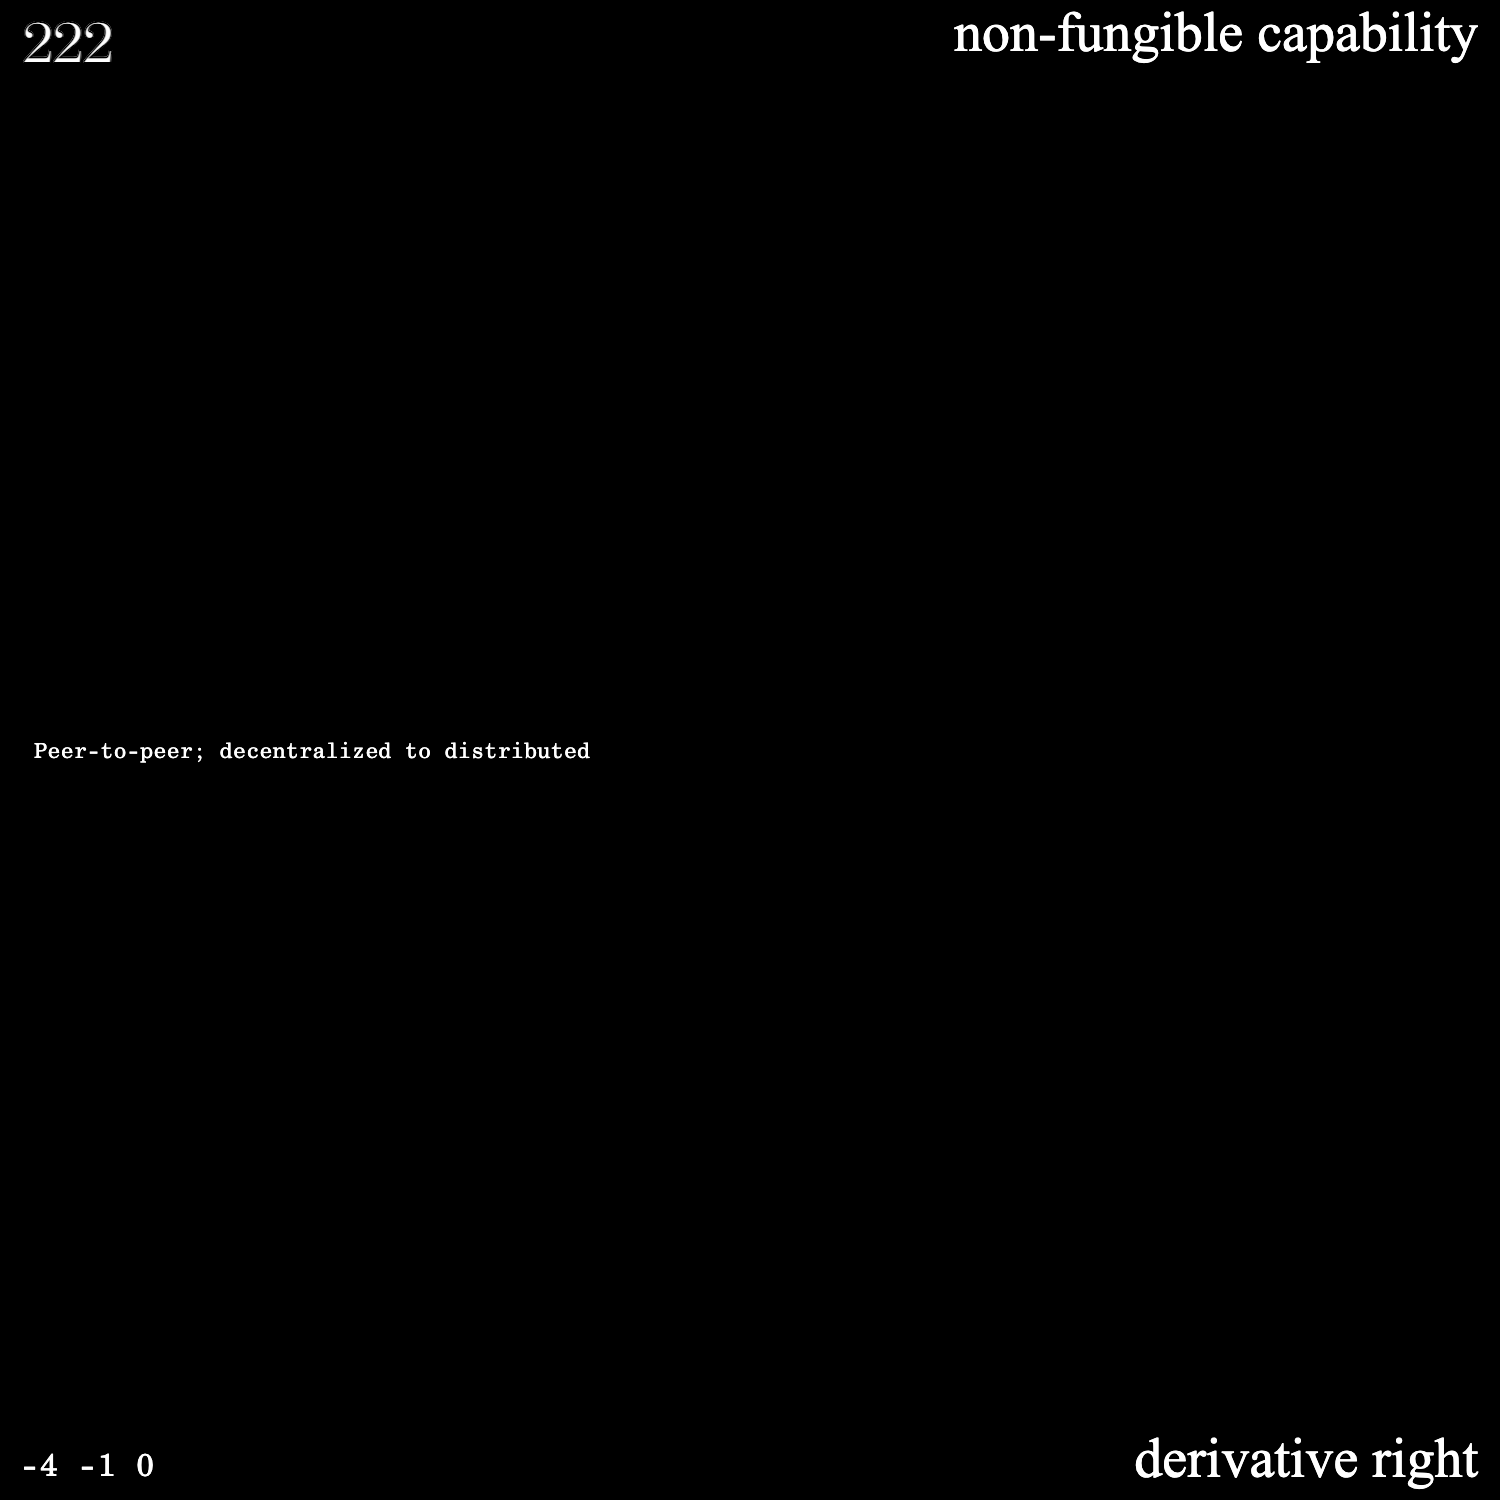 222
non-fungible capability
Peer-to-peer; decentralized to distributed
-4 -1 0
derivative right